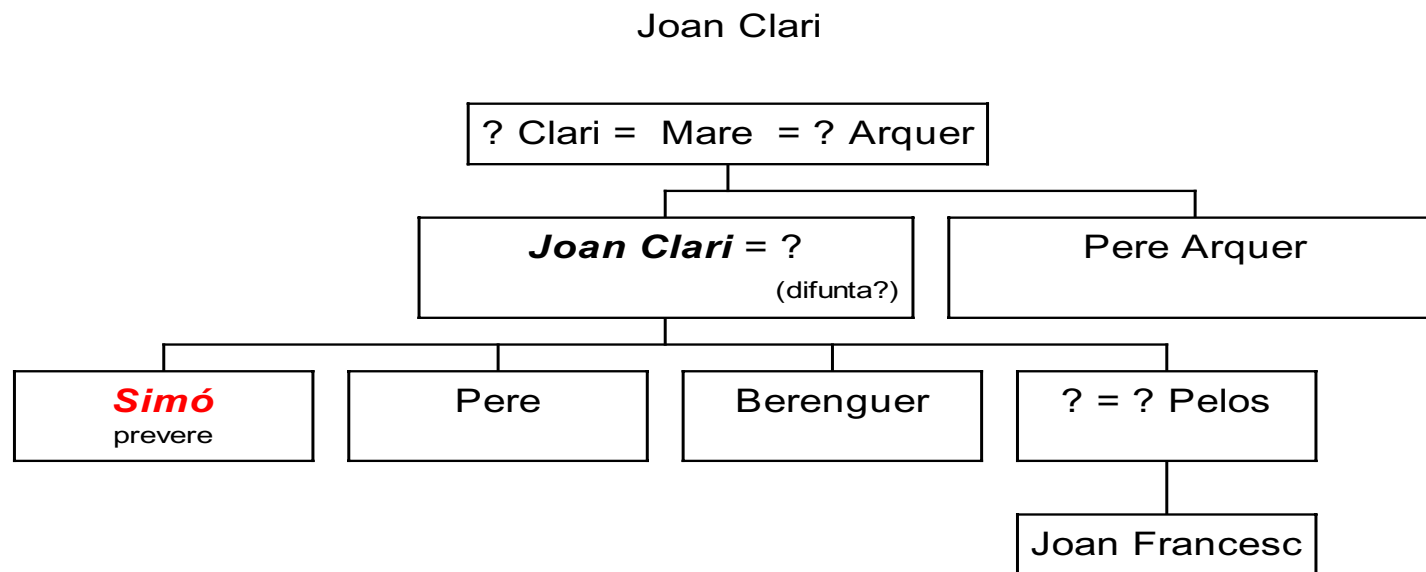 Joan Clari
? Clari = Mare = ? Arquer
Joan Clari = ?
(difunta?)
Pere Arquer
Simó
prevere
Pere
Berenguer
? = ? Pelos
Joan Francesc